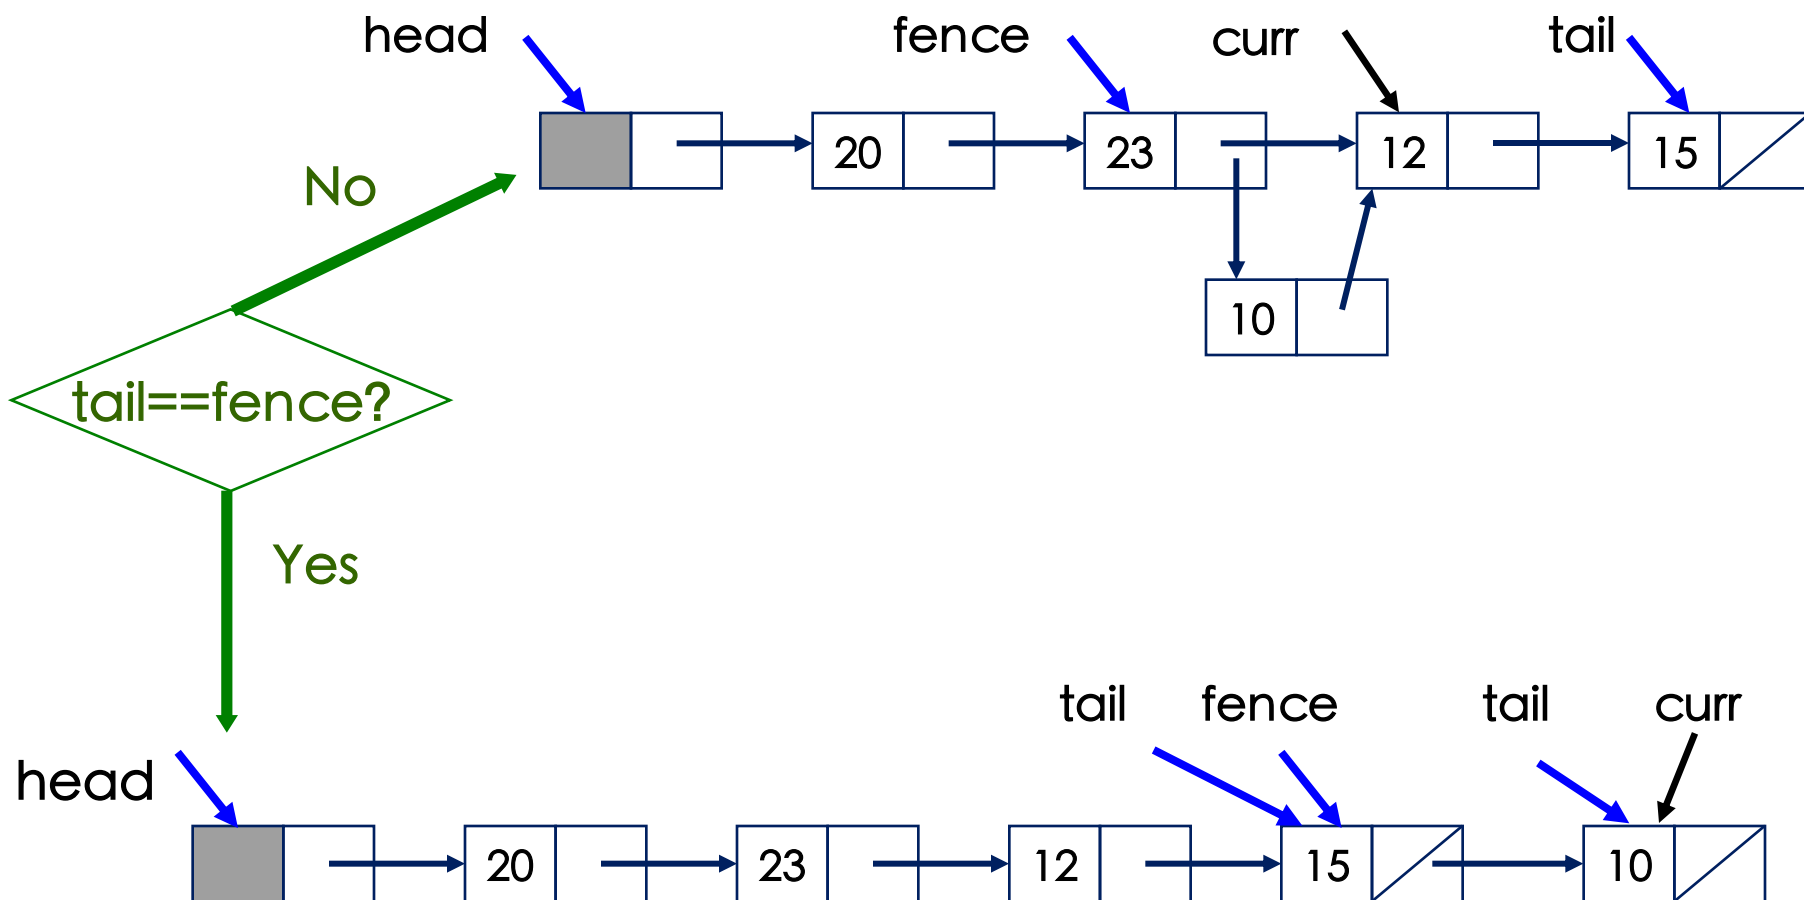 head fence curr tail
20 23 12 15
No
10
tail==fence?
Yes
tail fence tail curr
head
20 23 12 15 10